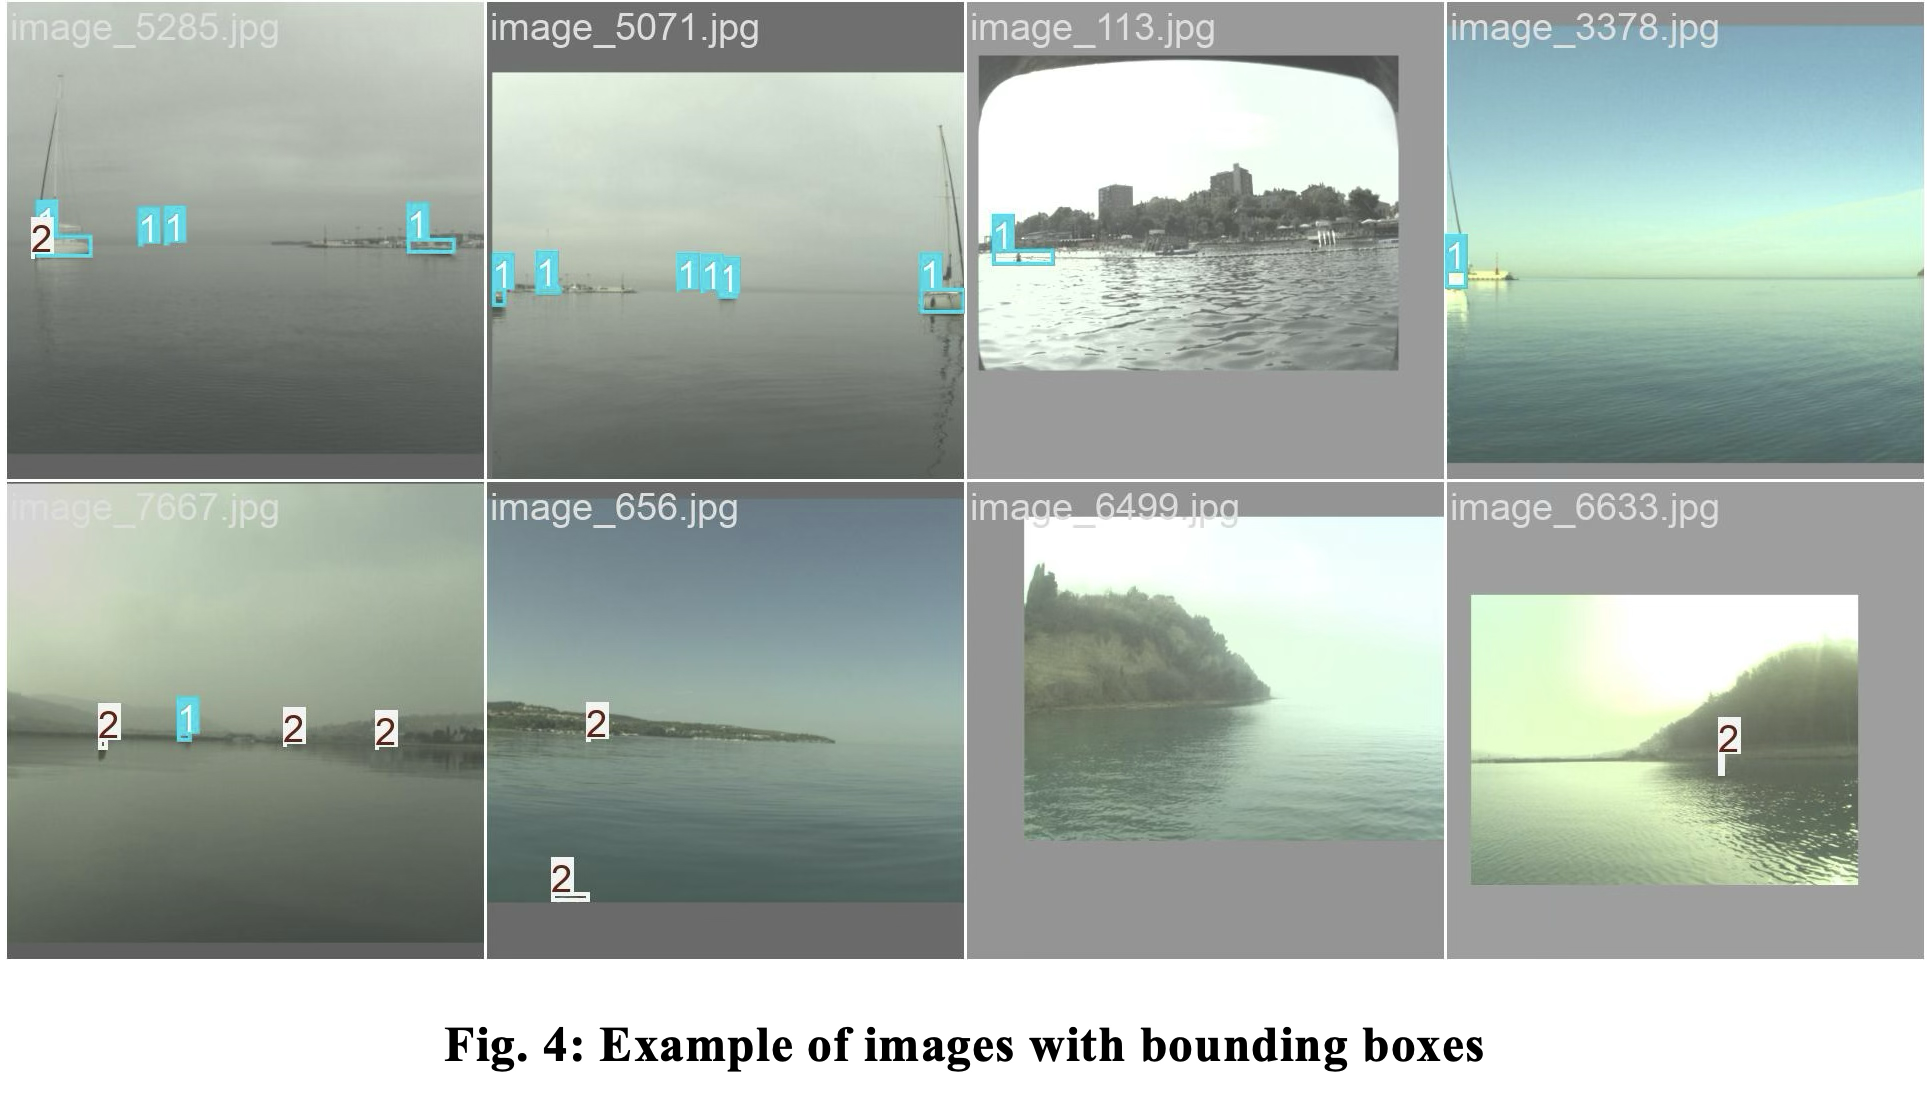 image_5285.jpg
image_5071.jpg
image_113.jpg
image_3378.jpg
1
2
1
1
1
1
1
1
1
1
1
1
1
image_7667.jpg
image_656.jpg
image_6499.jpg
image_6633.jpg
2
1
2
2
2
2
2
Fig. 4: Example of images with bounding boxes